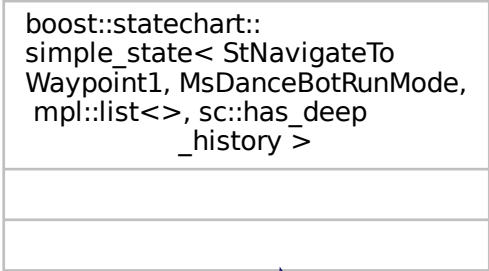 boost::statechart::
simple_state< StNavigateTo
Waypoint1, MsDanceBotRunMode,
mpl::list<>, sc::has_deep
_history >